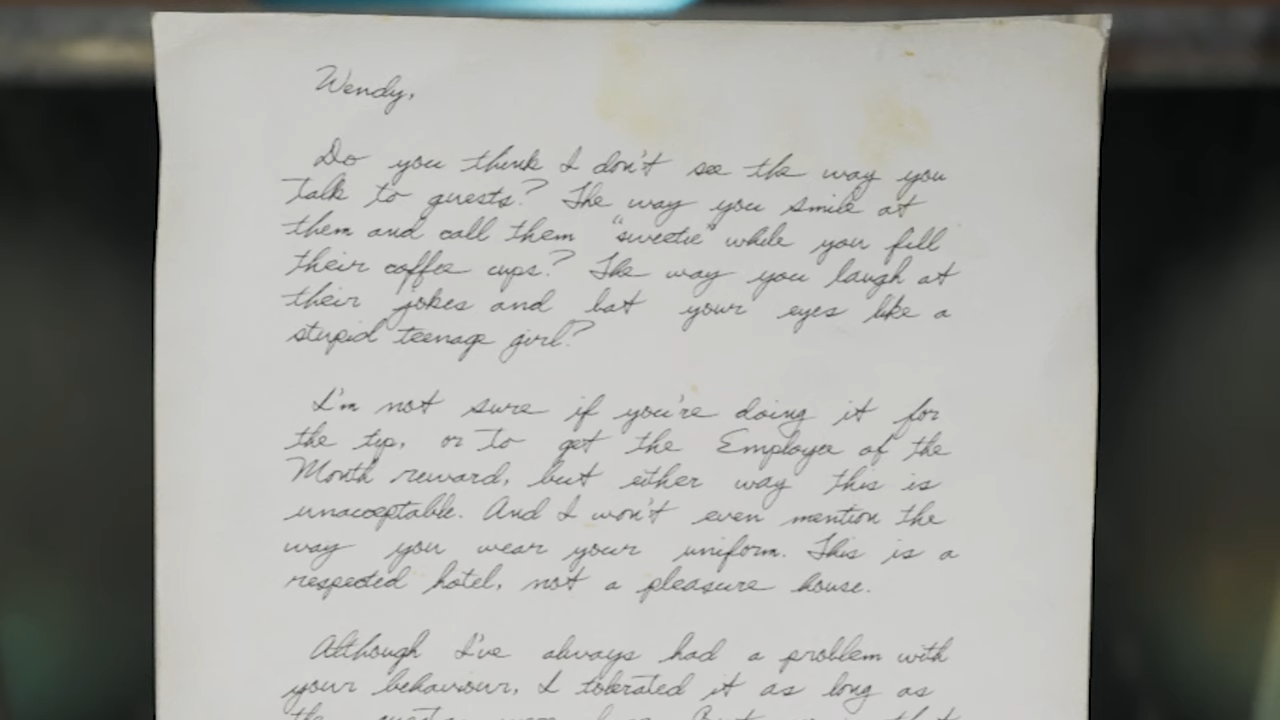 Wendy,
Do you think I don't see the way you
talk to guests? The way you smile at
them and call them "sweetie" while you fill
their coffee cups? The way you laugh at
their jokes and bat your eyes like a
stupid teenage girl?
I'm not sure if you're doing it for
the tip, or to get the Employee of the
Month reward, but either way this is
unacceptable. And I won't even mention the
way you wear your uniform. This is a
respected hotel, not a pleasure house.
Although I've always had a problem with
your behaviour, I tolerated it as long as
the